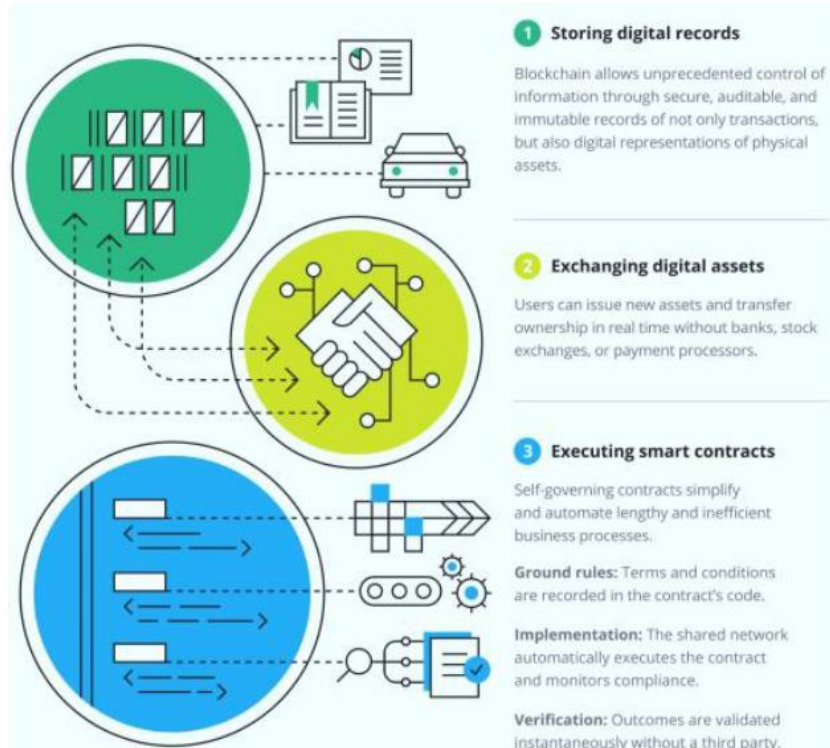 1 Storing digital records
Blockchain allows unprecedented control of
information through secure, auditable, and
immutable records of not only transactions,
but also digital representations of physical
assets.
2 Exchanging digital assets
Users can issue new assets and transfer
ownership in real time without banks, stock
exchanges, or payment processors.
3 Executing smart contracts
Self-governing contracts simplify
and automate lengthy and inefficient
business processes.
Ground rules: Terms and conditions
are recorded in the contract's code.
Implementation: The shared network
automatically executes the contract
and monitors compliance.
Verification: Outcomes are validated
instantaneously without a third party.